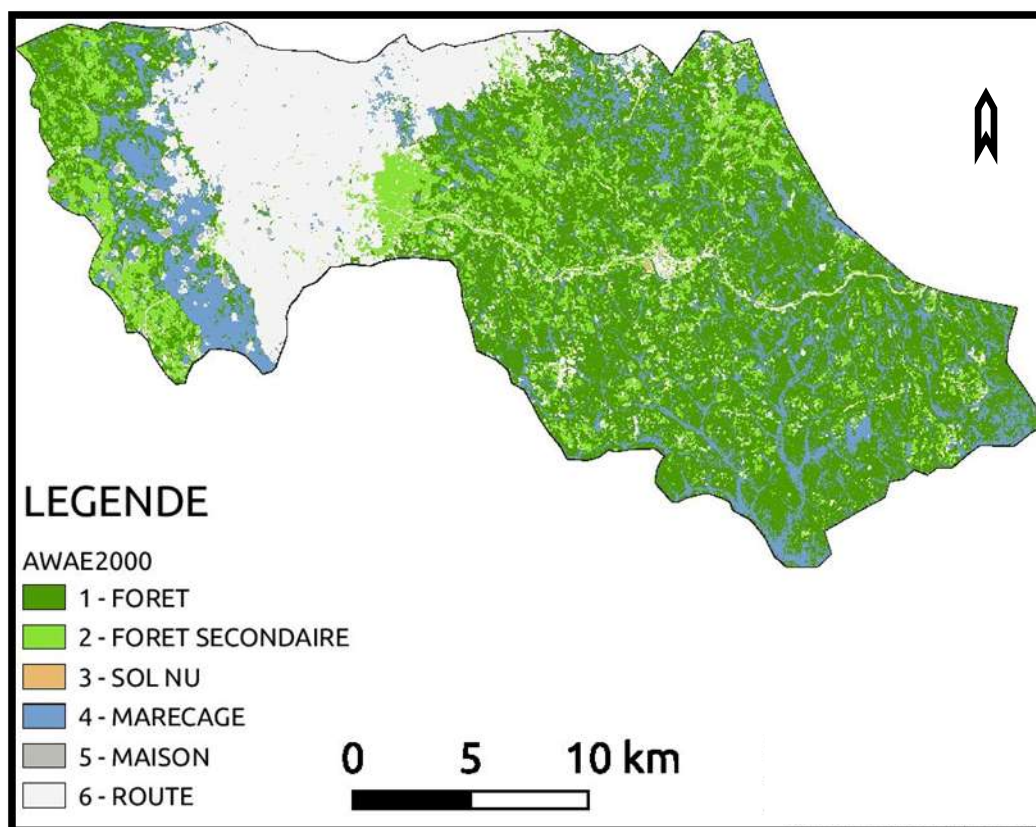 LEGENDE
AWAE2000
1 - FORET
2 - FORET SECONDAIRE
3 - SOL NU
4 - MARECAGE
5 - MAISON
6 - ROUTE
0 5 10 km